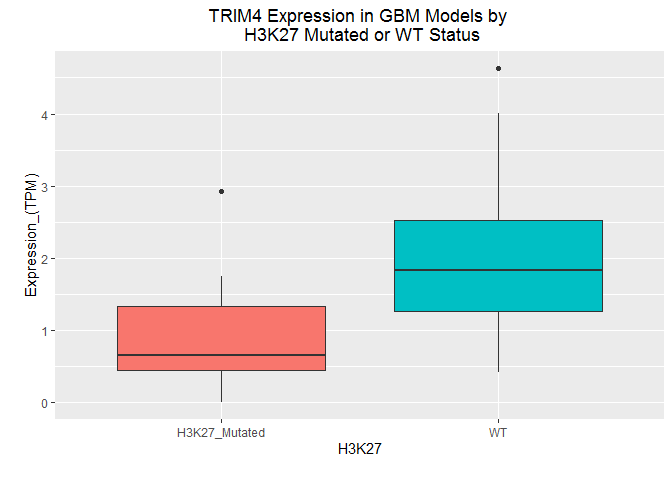 TRIM4 Expression in GBM Models by
H3K27 Mutated or WT Status
Expression_(TPM)
4
3
2
1
0
H3K27_Mutated
WT
H3K27